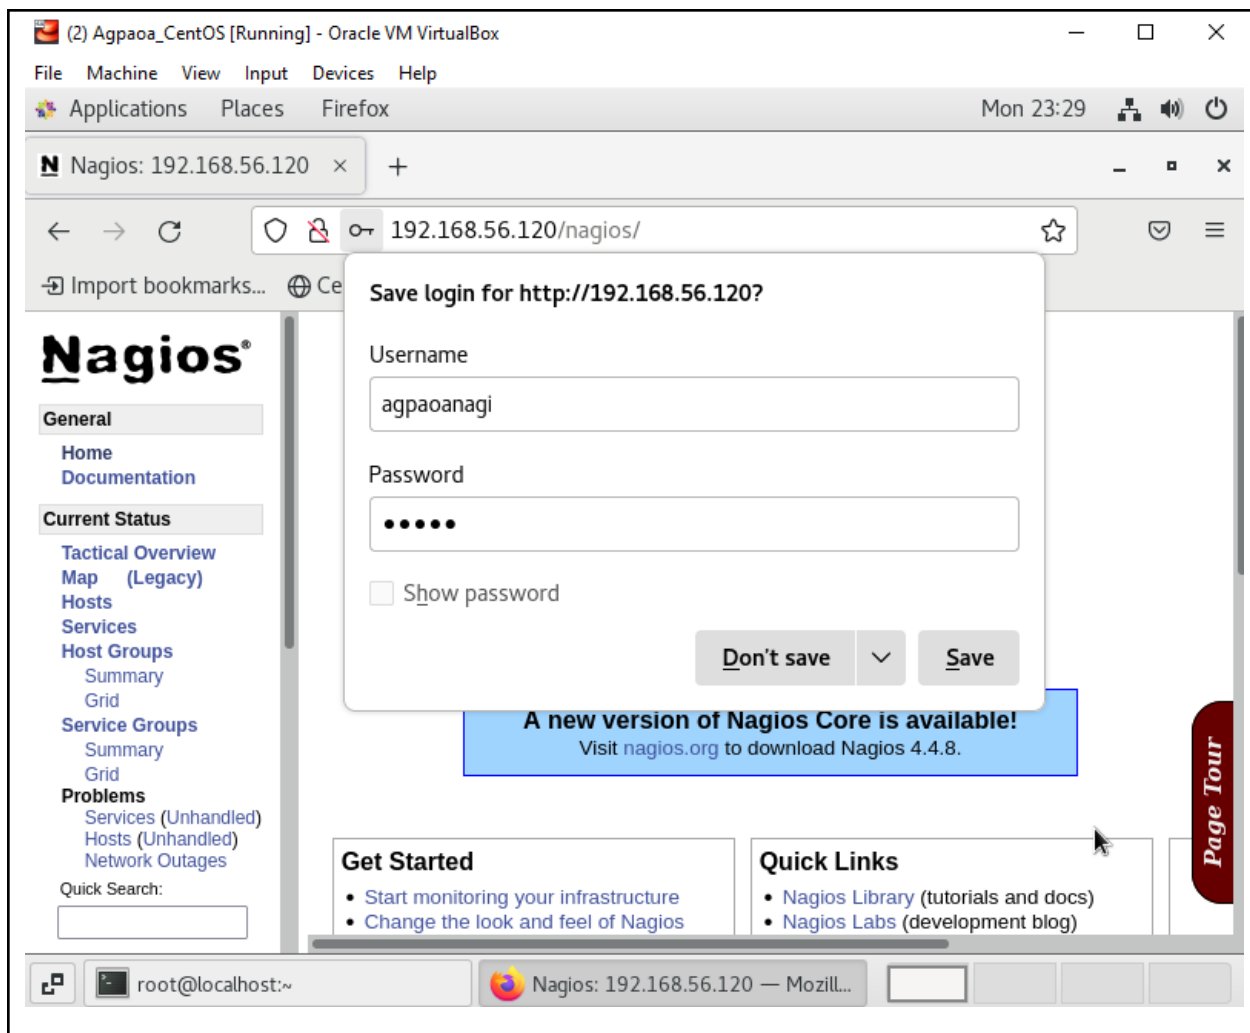 (2) Agpaoa_CentOS [Running] - Oracle VM VirtualBox
File Machine View Input Devices Help
Applications Places Firefox Mon 23:29
Nagios: 192.168.56.120
192.168.56.120/nagios/
Import bookmarks... Ce
Save login for http://192.168.56.120?
Username
agpaoanagi
Password
•••••
Show password
Don't save Save
Nagios®
General
Home
Documentation
Current Status
Tactical Overview
Map (Legacy)
Hosts
Services
Host Groups
Summary
Grid
Service Groups
Summary
Grid
Problems
Services (Unhandled)
Hosts (Unhandled)
Network Outages
Quick Search:
A new version of Nagios Core is available!
Visit nagios.org to download Nagios 4.4.8.
Page Tour
Get Started
• Start monitoring your infrastructure
• Change the look and feel of Nagios
Quick Links
• Nagios Library (tutorials and docs)
• Nagios Labs (development blog)
root@localhost:~
Nagios: 192.168.56.120 — Mozill...